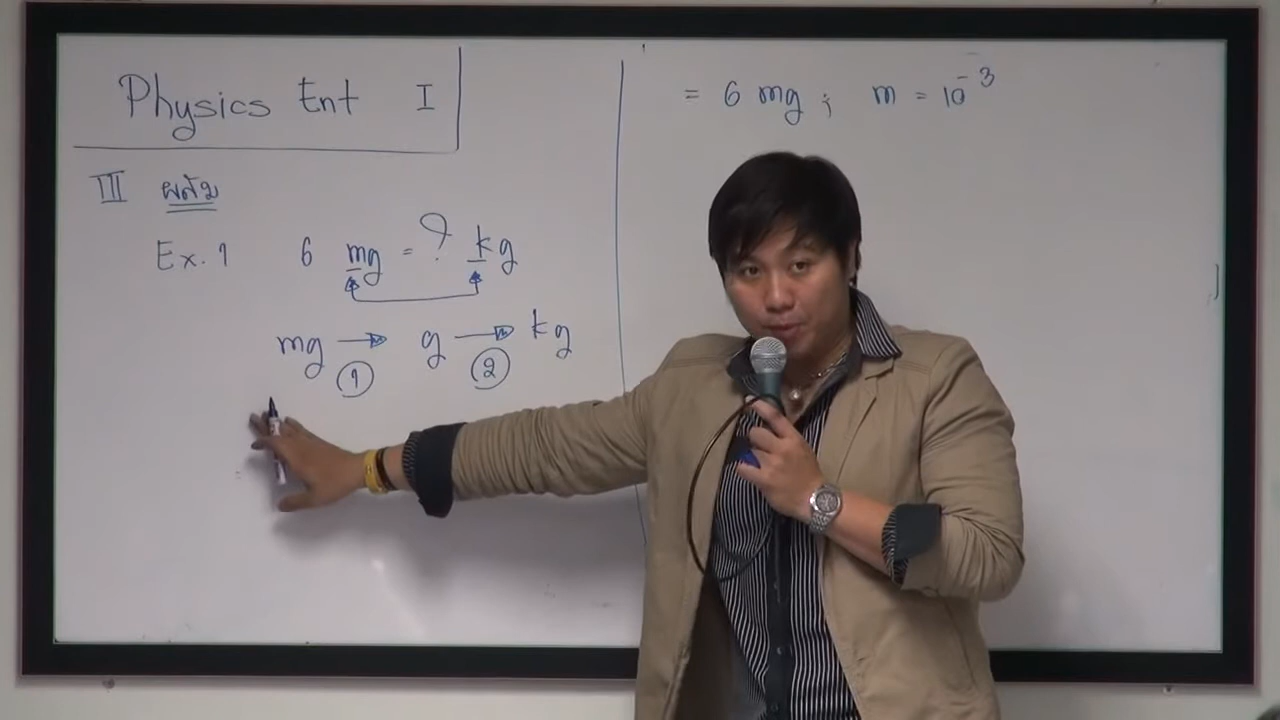 Physics Ent I
III ผสม
Ex. 1 6 mg = ? kg
mg → g → kg
① ②
= 6 mg ; m = 10⁻³